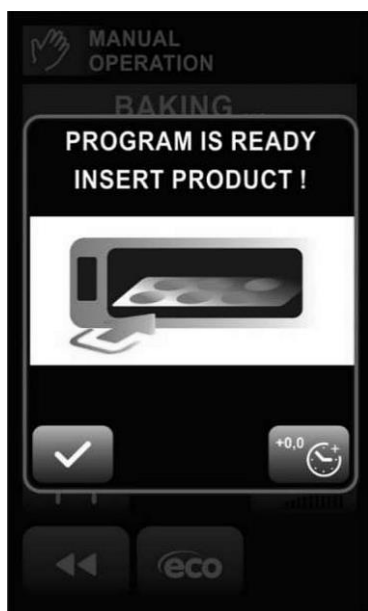 MANUAL
OPERATION
BAKING ...
PROGRAM IS READY
INSERT PRODUCT !
+0,0
eco